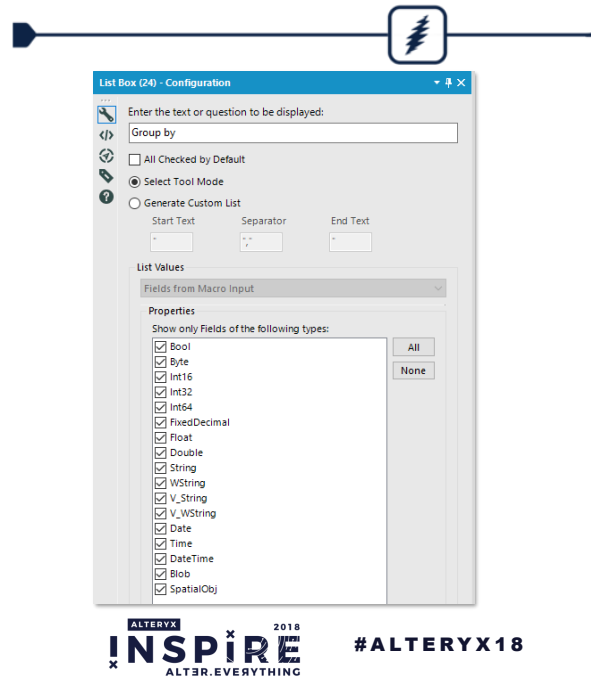 List Box (24) - Configuration
Enter the text or question to be displayed:
Group by
All Checked by Default
Select Tool Mode
Generate Custom List
Start Text Separator End Text
" "," "
List Values
Fields from Macro Input
Properties
Show only Fields of the following types:
Bool
All
Byte
None
Int16
Int32
Int64
FixedDecimal
Float
Double
String
WString
V_String
V_WString
Date
Time
DateTime
Blob
SpatialObj
ALTERYX 2018
INSPIRE
ALTƎR.EVEЯYTHING
#ALTERYX18